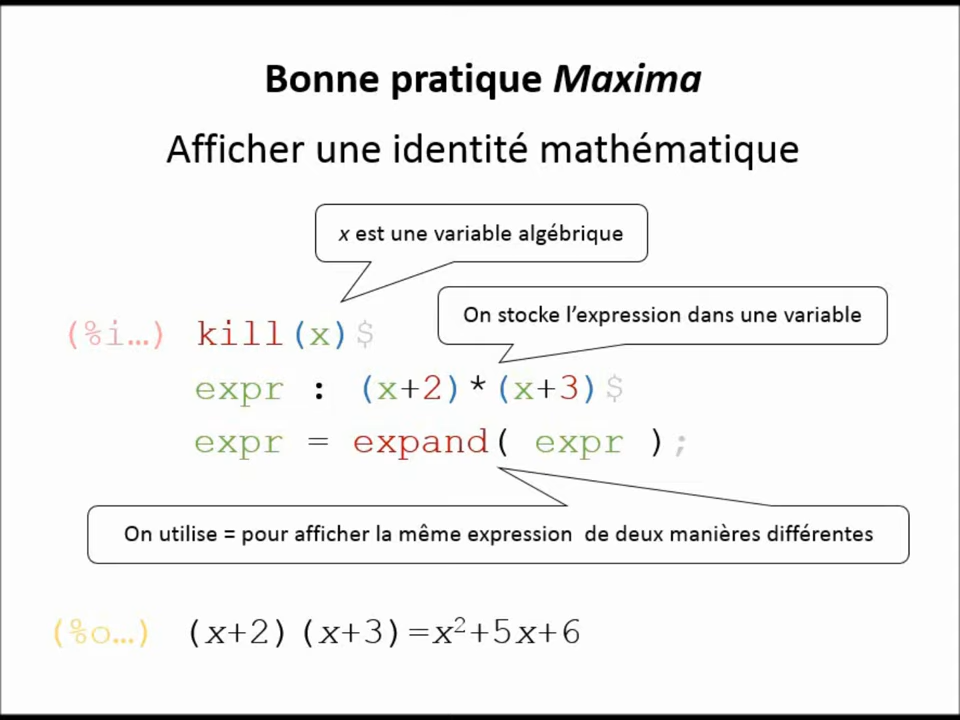 Bonne pratique Maxima
Afficher une identité mathématique
x est une variable algébrique
On stocke l’expression dans une variable
(%i…) kill(x)$
expr : (x+2)*(x+3)$
expr = expand( expr );
On utilise = pour afficher la même expression de deux manières différentes
(%o…) (x+2)(x+3)=x²+5x+6